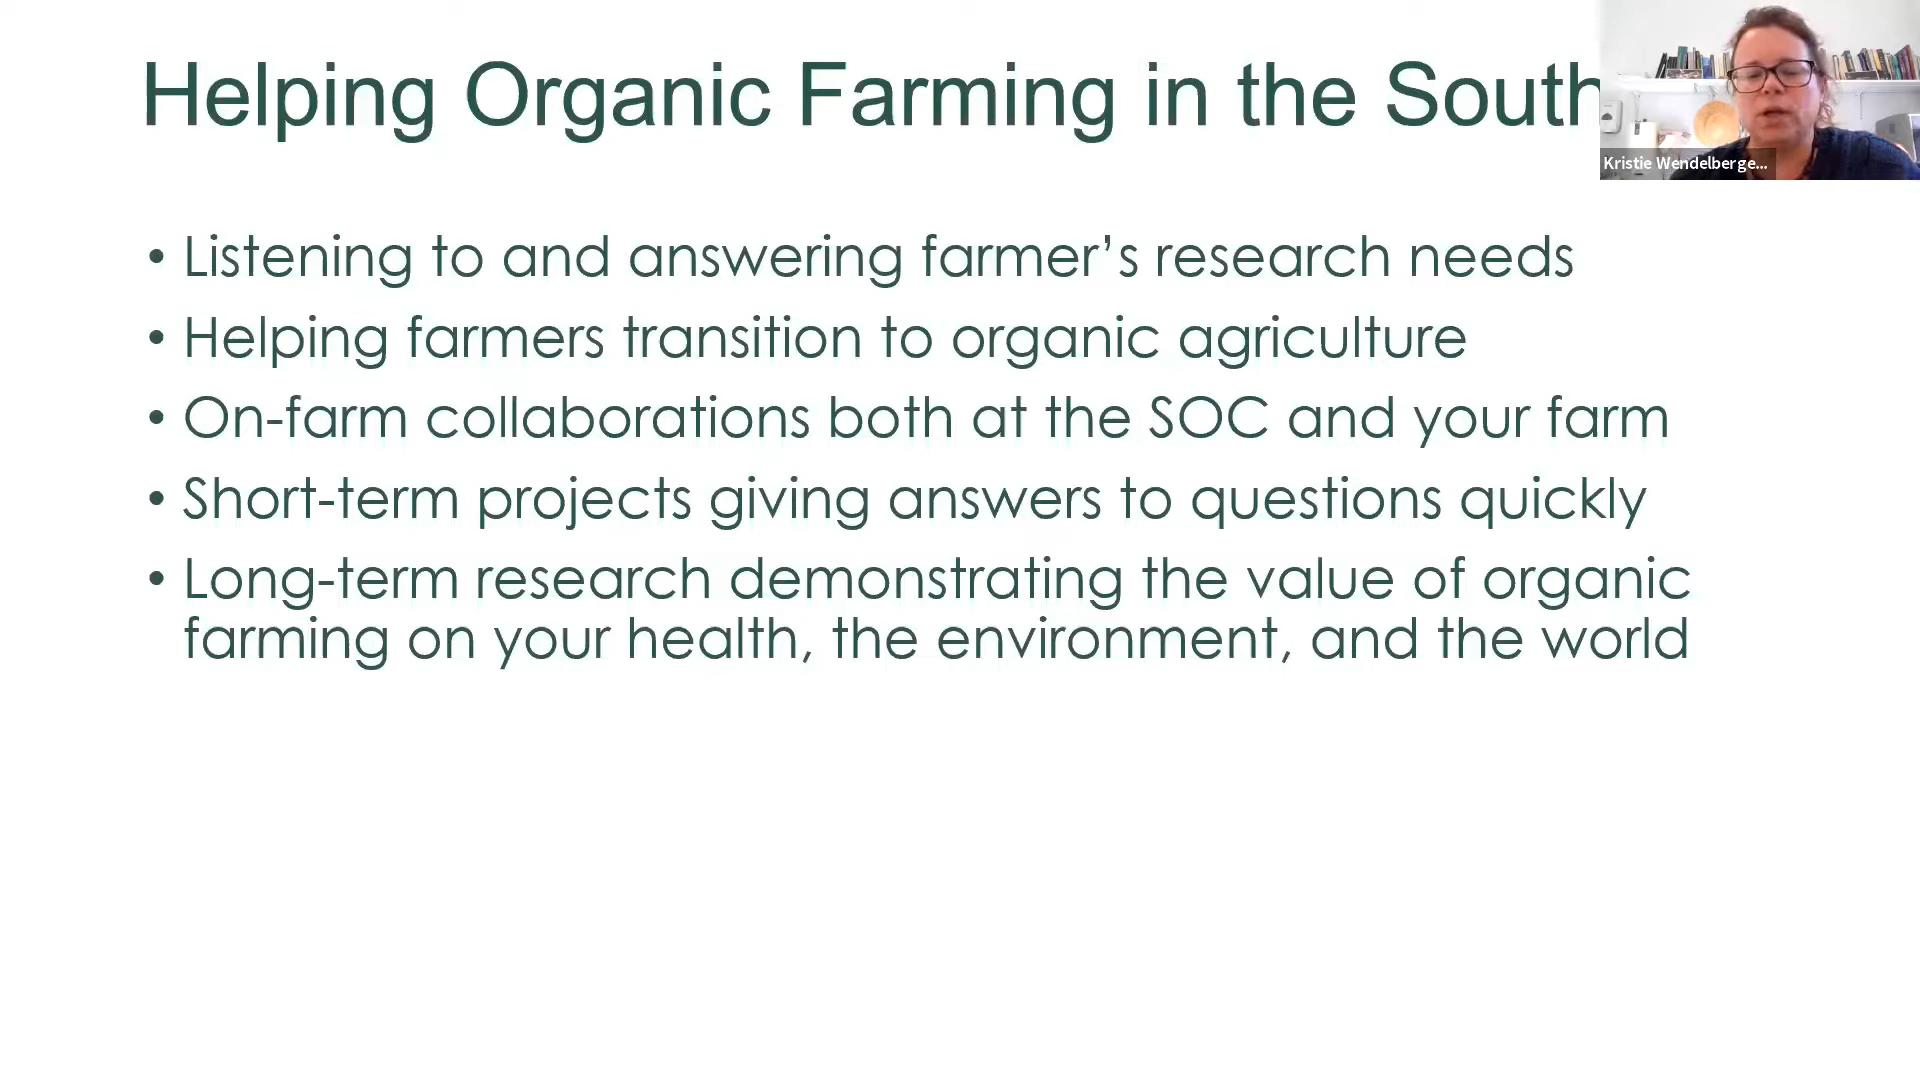 Helping Organic Farming in the South
Kristie Wendelberge...
• Listening to and answering farmer’s research needs
• Helping farmers transition to organic agriculture
• On-farm collaborations both at the SOC and your farm
• Short-term projects giving answers to questions quickly
• Long-term research demonstrating the value of organic
farming on your health, the environment, and the world